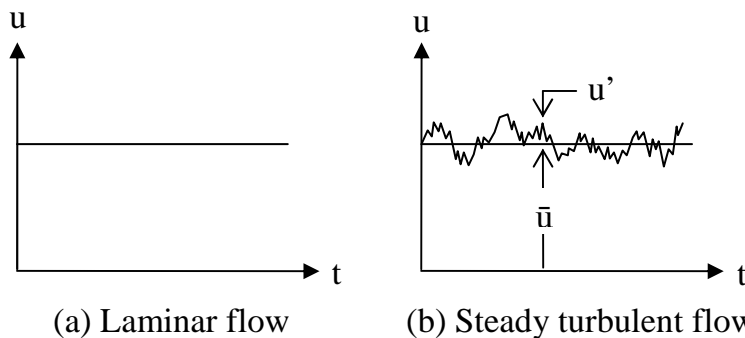 u
t
(a) Laminar flow
u
u’
ū
t
(b) Steady turbulent flow